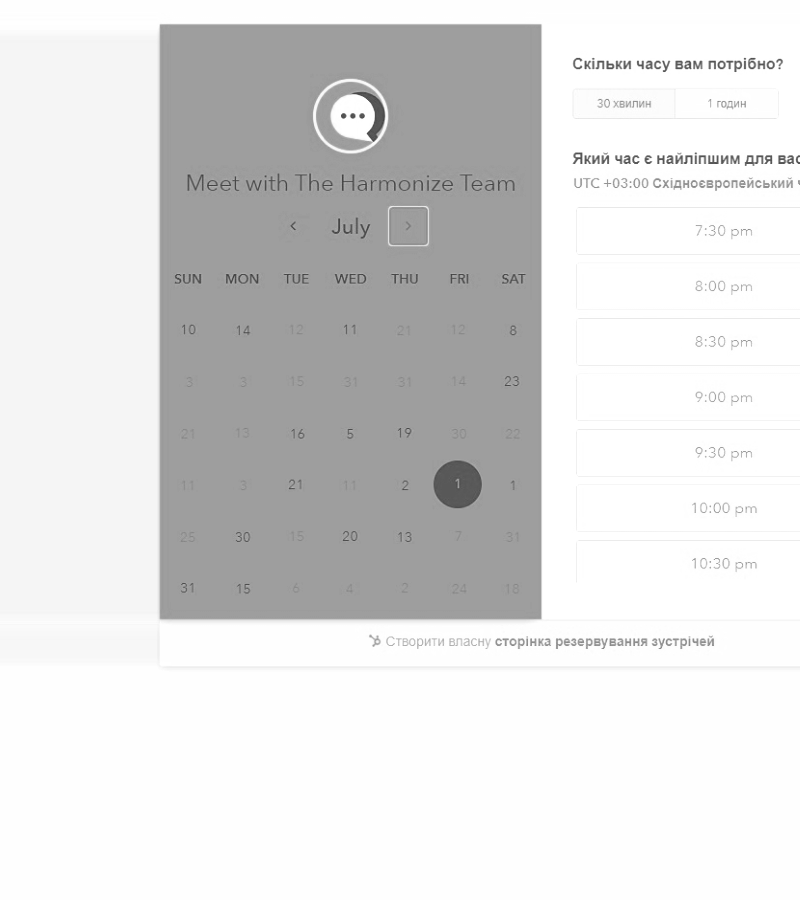 Meet with The Harmonize Team
July
SUN MON TUE WED THU FRI SAT
10 14 12 11 21 12 8
3 3 15 31 31 14 23
21 13 16 5 19 30 22
11 3 21 11 2 1 1
25 30 15 20 13 7 31
31 15 6 4 2 24 18
Скільки часу вам потрібно?
30 хвилин 1 годин
Який час є найліпшим для вас
UTC +03:00 Східноєвропейський
7:30 pm
8:00 pm
8:30 pm
9:00 pm
9:30 pm
10:00 pm
10:30 pm
Створити власну сторінка резервування зустрічей